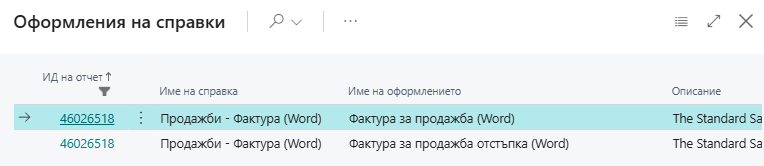 Оформления на справки
ИД на отчет↑ Име на справка Име на оформлението Описание
46026518 Продажби - Фактура (Word) Фактура за продажба (Word) The Standard Sa
46026518 Продажби - Фактура (Word) Фактура за продажба отстъпка (Word) The Standard Sa